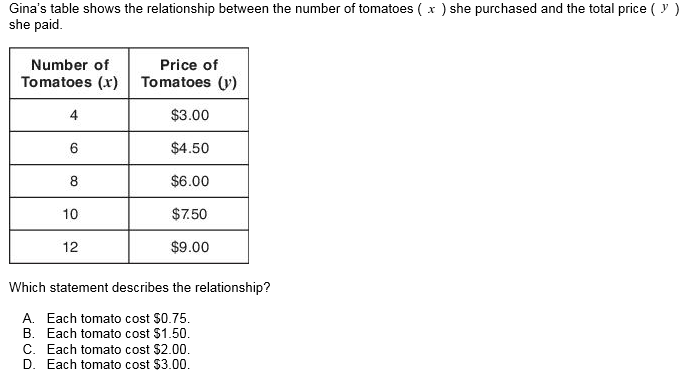 Gina's table shows the relationship between the number of tomatoes ( x ) she purchased and the total price ( y )
she paid.
Number of Tomatoes (x) Price of Tomatoes (y)
4 $3.00
6 $4.50
8 $6.00
10 $7.50
12 $9.00
Which statement describes the relationship?
A. Each tomato cost $0.75.
B. Each tomato cost $1.50.
C. Each tomato cost $2.00.
D. Each tomato cost $3.00.